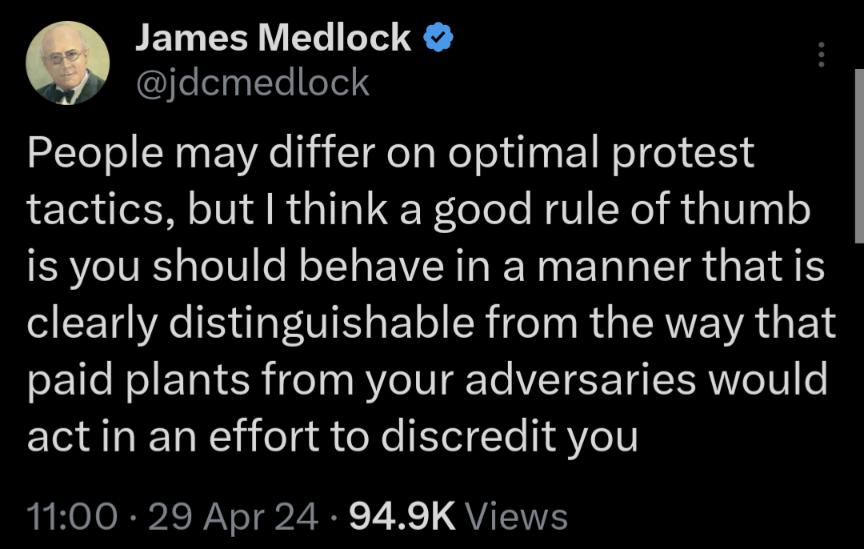 James Medlock
@jdcmedlock
People may differ on optimal protest
tactics, but I think a good rule of thumb
is you should behave in a manner that is
clearly distinguishable from the way that
paid plants from your adversaries would
act in an effort to discredit you
11:00 · 29 Apr 24 · 94.9K Views